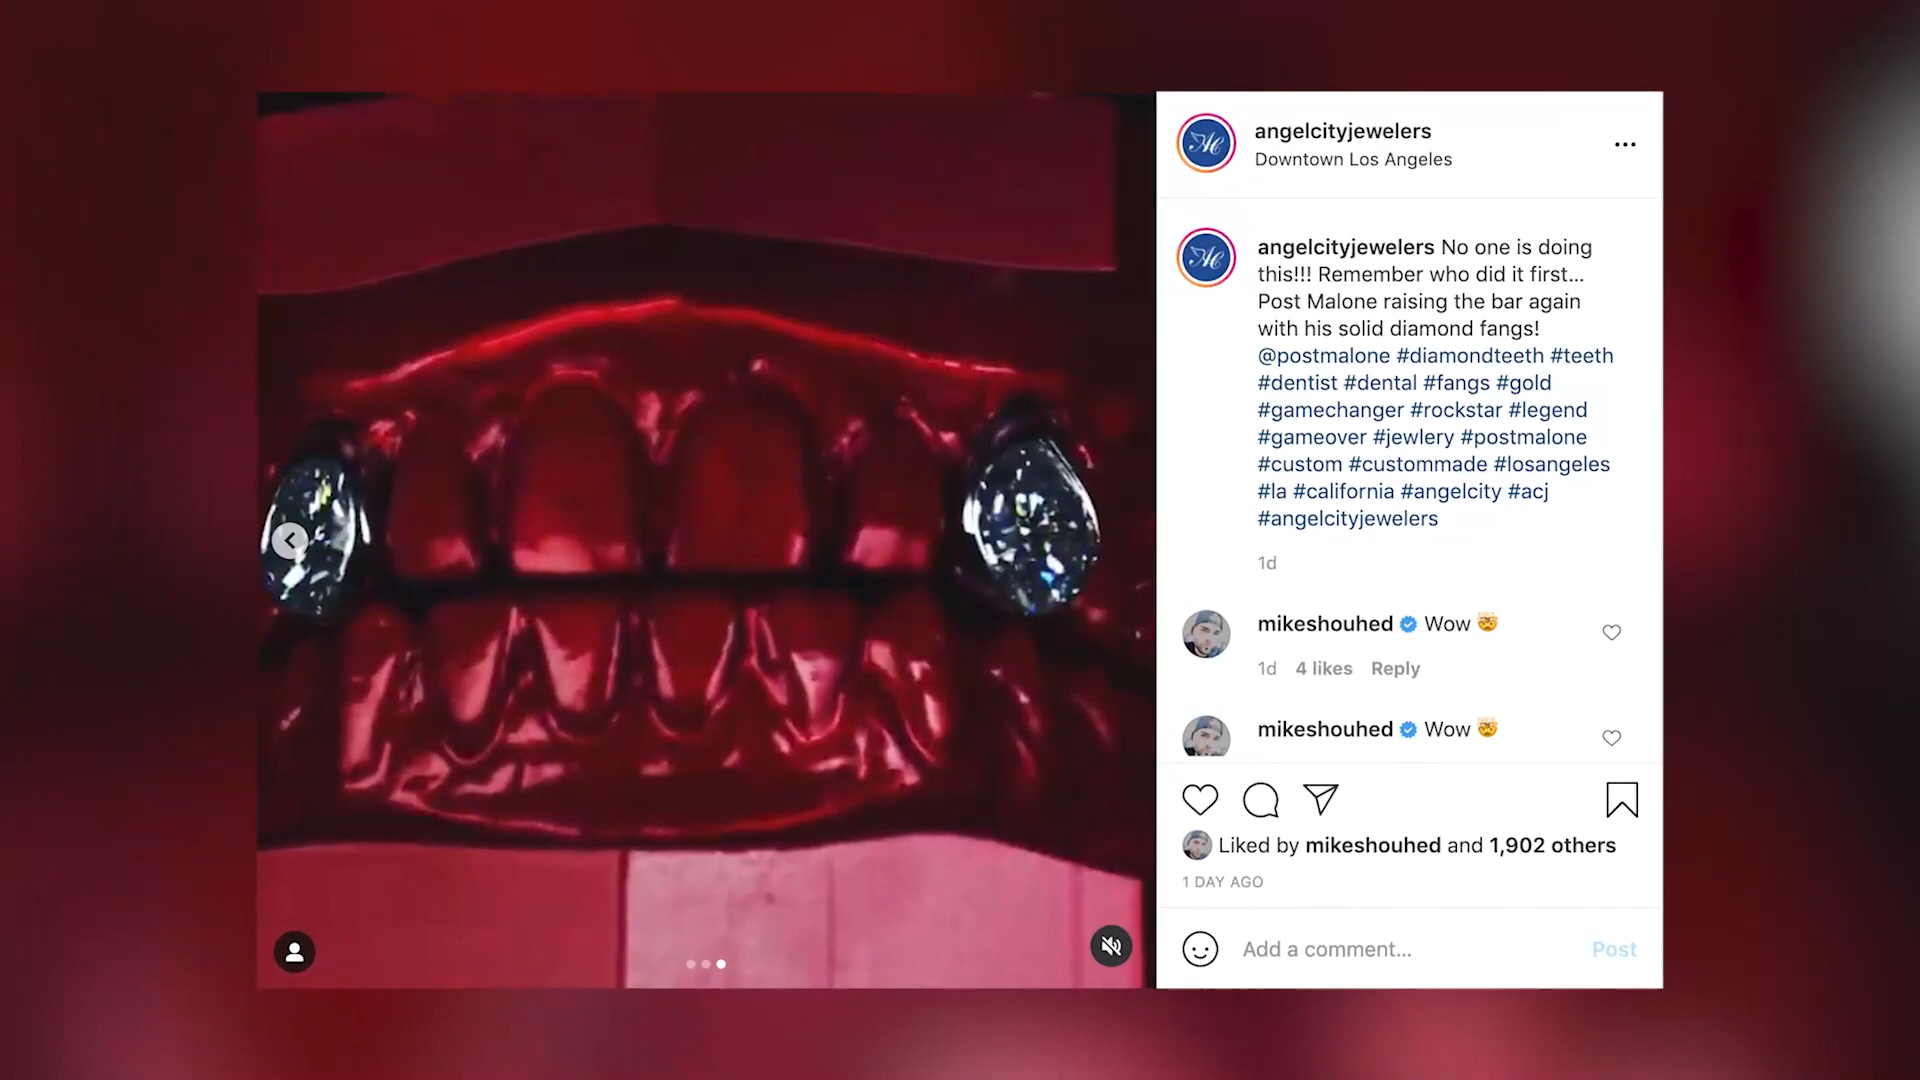 angelcityjewelers
Downtown Los Angeles
angelcityjewelers No one is doing
this!!! Remember who did it first...
Post Malone raising the bar again
with his solid diamond fangs!
@postmalone #diamondteeth #teeth
#dentist #dental #fangs #gold
#gamechanger #rockstar #legend
#gameover #jewlery #postmalone
#custom #custommade #losangeles
#la #california #angelcity #acj
#angelcityjewelers
1d
mikeshouhed Wow 🤯
1d 4 likes Reply
mikeshouhed Wow 🤯
Liked by mikeshouhed and 1,902 others
1 DAY AGO
Add a comment... Post